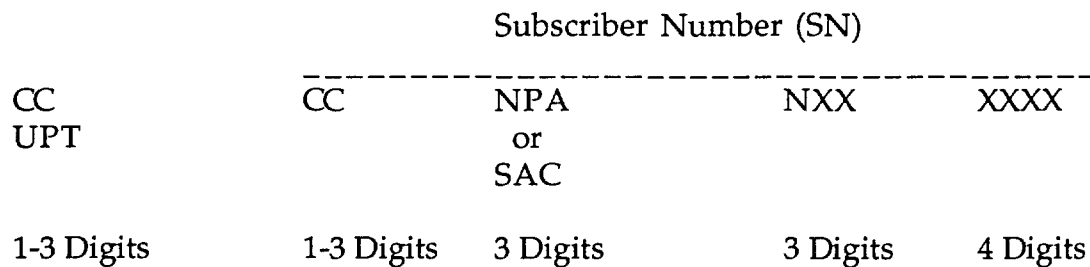 Subscriber Number (SN)
CC CC NPA NXX XXXX
UPT or
SAC
1-3 Digits 1-3 Digits 3 Digits 3 Digits 4 Digits